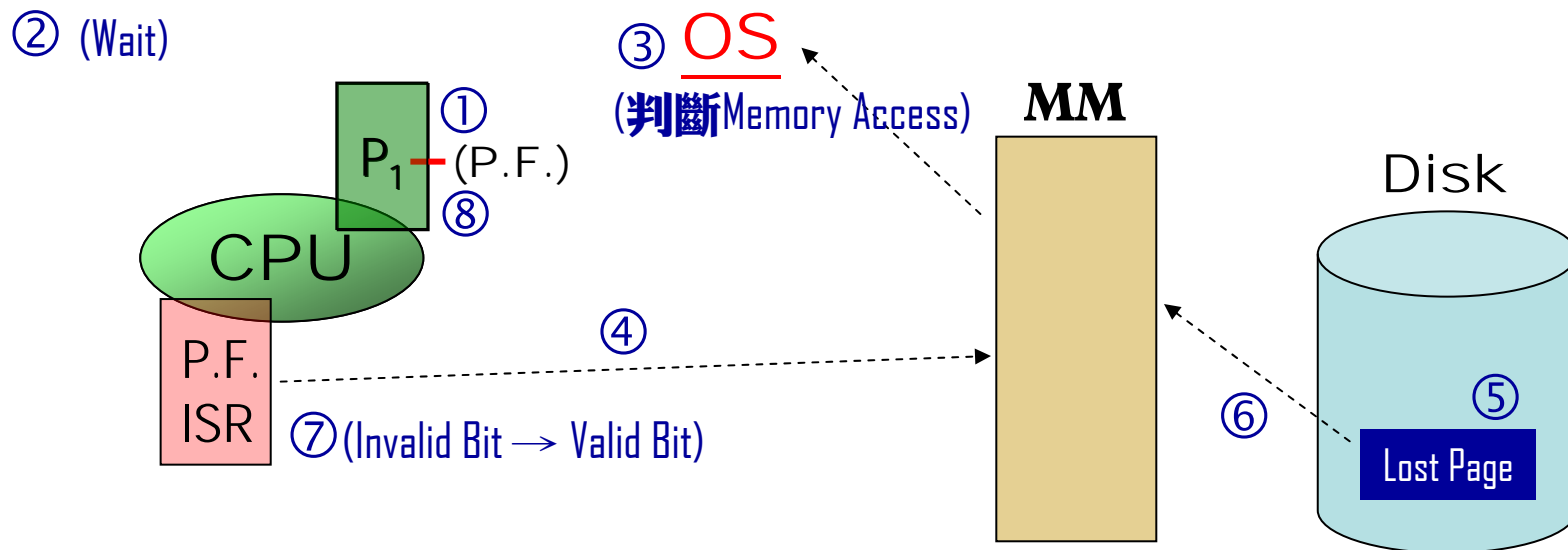 ② (Wait)
③ OS
(判斷Memory Access)
MM
①
P1 (P.F.)
⑧
Disk
CPU
④
P.F.
ISR
⑤
⑥
⑦(Invalid Bit → Valid Bit)
Lost Page